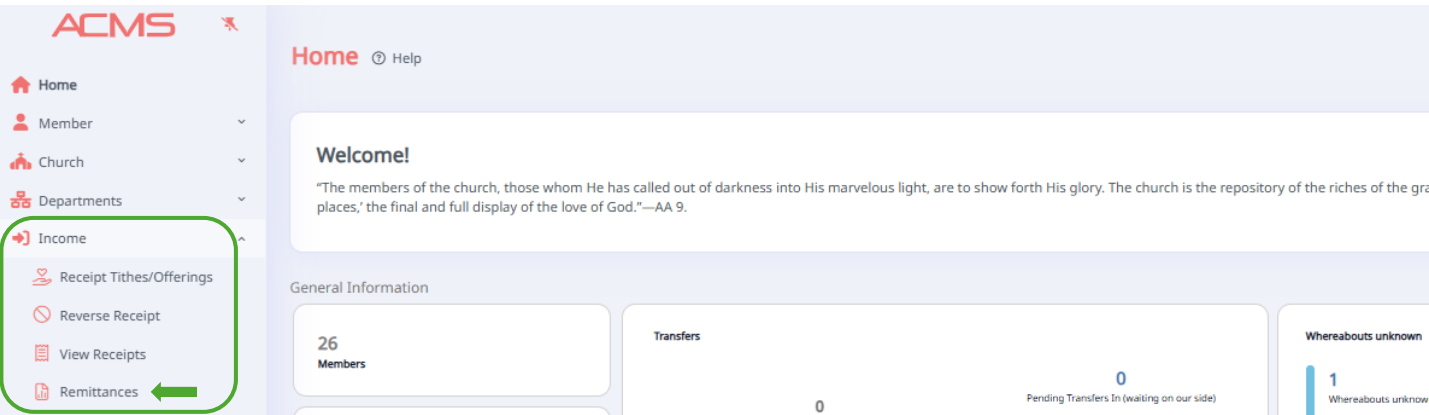 ACMS
Home
Member
Church
Departments
Income
Receipt Tithes/Offerings
Reverse Receipt
View Receipts
Remittances
Home Help
Welcome!
“The members of the church, those whom He has called out of darkness into His marvelous light, are to show forth His glory. The church is the repository of the riches of the
places,’ the final and full display of the love of God.”—AA 9.
General Information
26
Members
Transfers
0
0
Pending Transfers In (waiting on our side)
Whereabouts unknown
1
Whereabouts